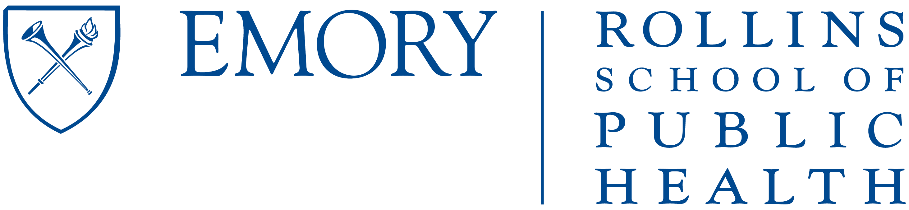 EMORY
ROLLINS
SCHOOL OF
PUBLIC
HEALTH